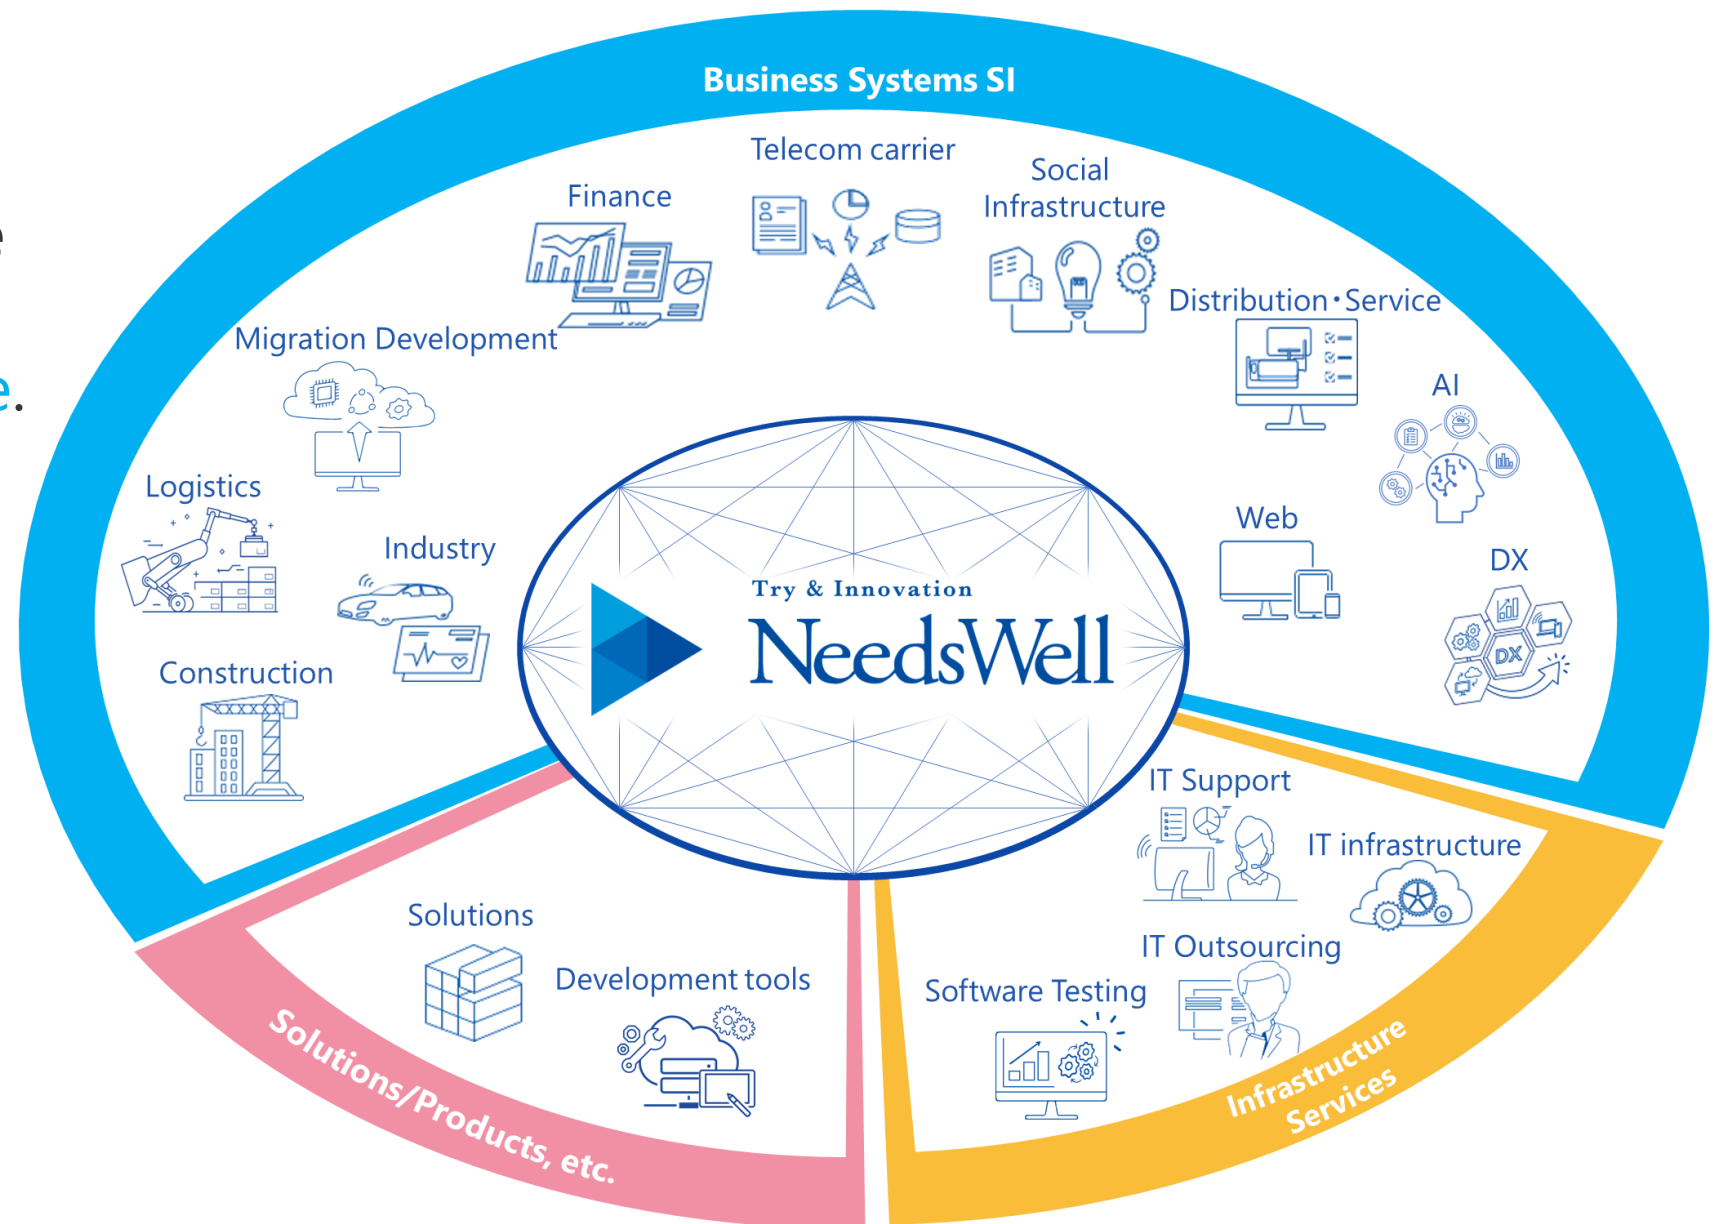 Business Systems SI
Telecom carrier
Social
Infrastructure
Finance
Distribution・Service
Migration Development
AI
Logistics
Web
Industry
DX
DX
Construction
Try & Innovation
NeedsWell
IT Support
IT infrastructure
Solutions
IT Outsourcing
Development tools
Software Testing
Solutions/Products, etc.
Infrastructure
Services
e
e.